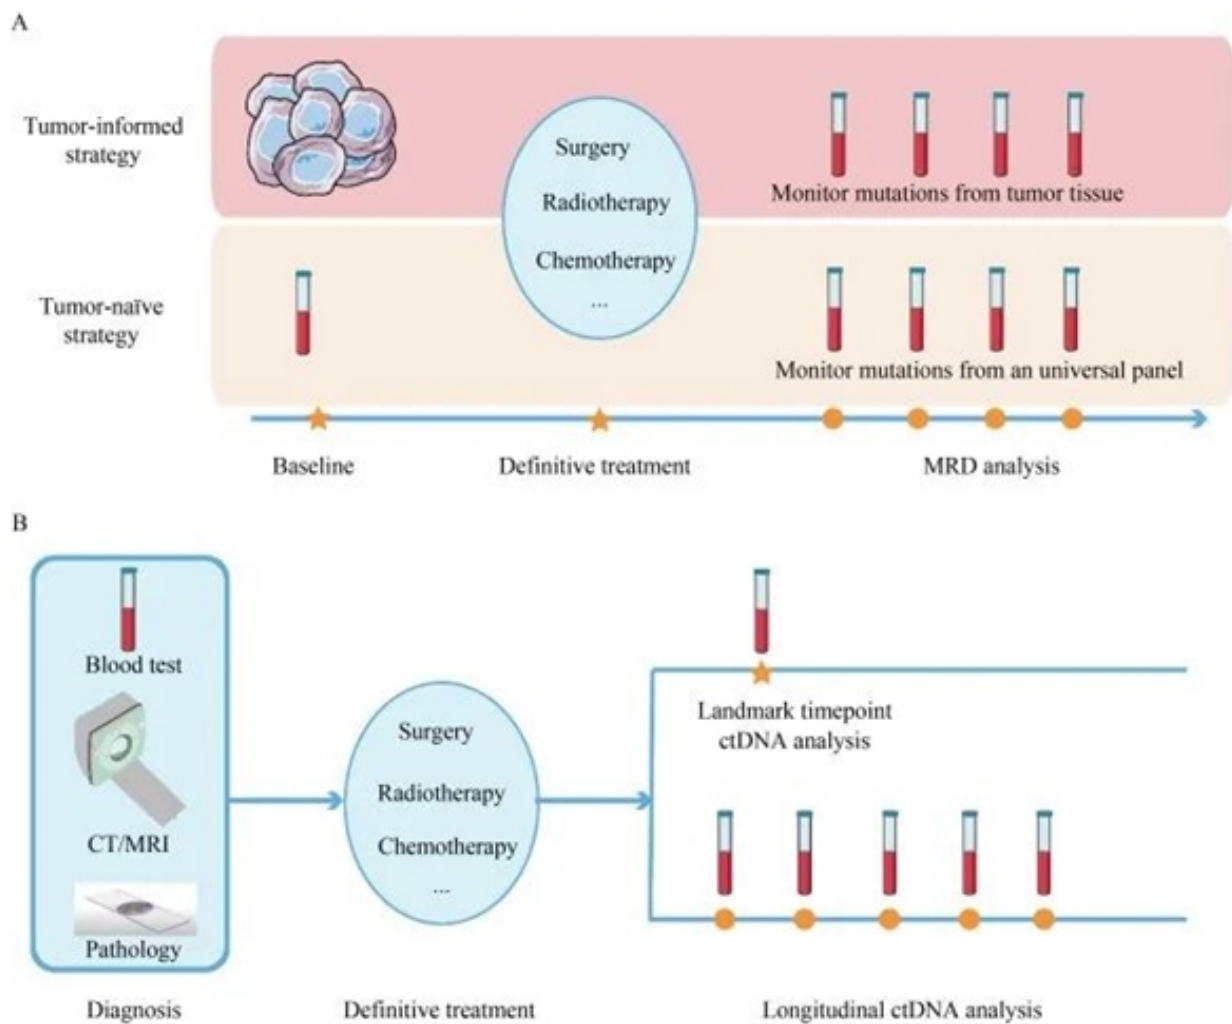 A
Tumor-informed
strategy
Surgery
Radiotherapy
Chemotherapy
...
Monitor mutations from tumor tissue
Tumor-naïve
strategy
Monitor mutations from an universal panel
Baseline
Definitive treatment
MRD analysis
B
Blood test
CT/MRI
Pathology
Surgery
Radiotherapy
Chemotherapy
...
Landmark timepoint
ctDNA analysis
Diagnosis
Definitive treatment
Longitudinal ctDNA analysis